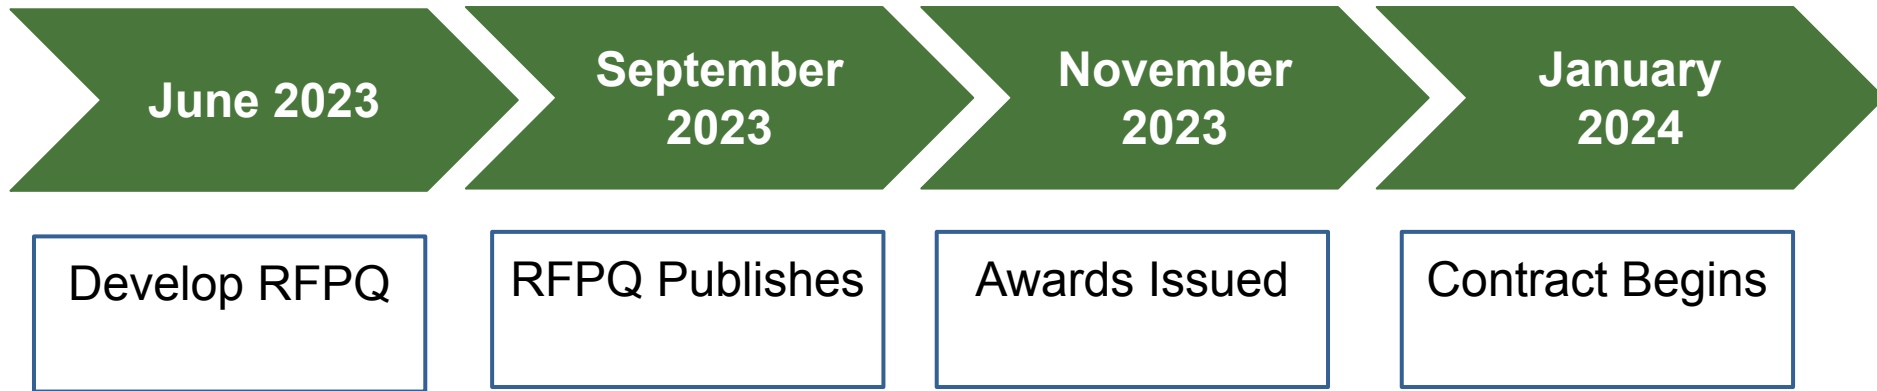 June 2023
September
2023
November
2023
January
2024
Develop RFPQ
RFPQ Publishes
Awards Issued
Contract Begins